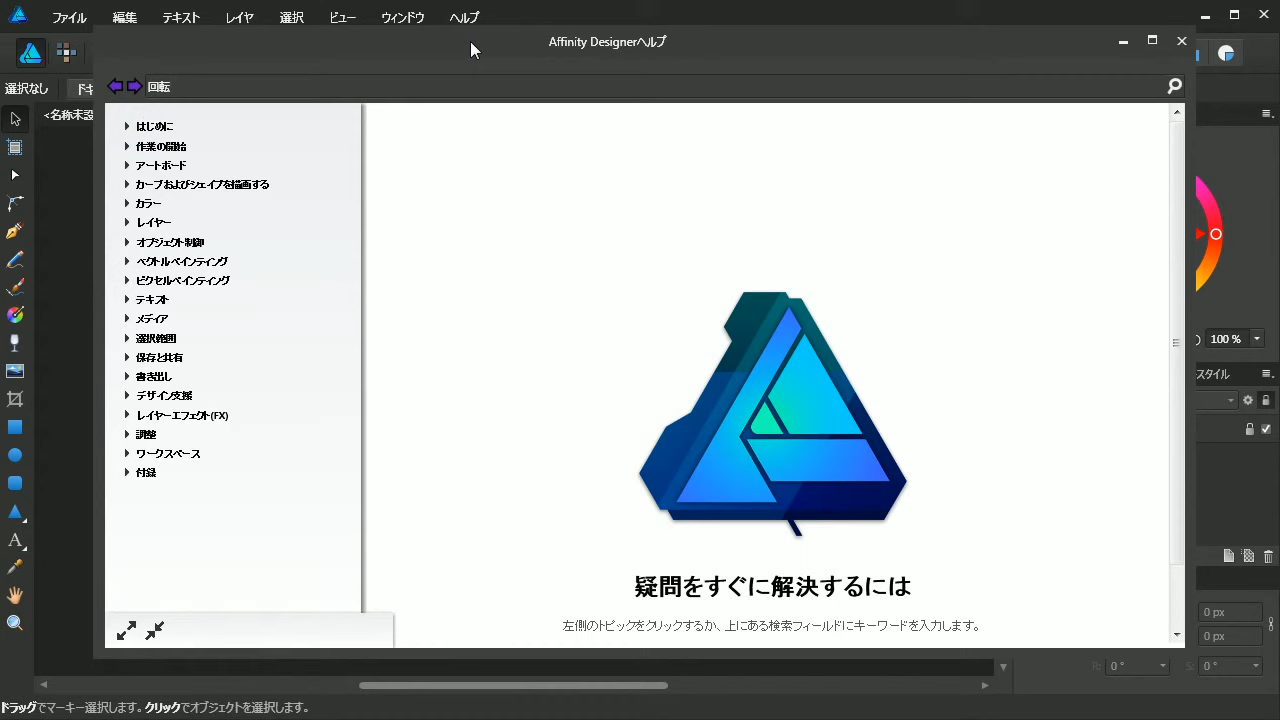 ファイル 編集 テキスト レイヤ 選択 ビュー ウィンドウ ヘルプ
Affinity Designerヘルプ
選択なし
回転
<名称未設
はじめに
作業の開始
アートボード
カーブおよびシェイプを描画する
カラー
レイヤー
オブジェクト制御
ベクトルペインティング
ピクセルペインティング
テキスト
メディア
選択範囲
保存と共有
書き出し
デザイン支援
レイヤーエフェクト(FX)
調整
ワークスペース
付録
疑問をすぐに解決するには
左側のトピックをクリックするか、上にある検索フィールドにキーワードを入力します。
100 %
スタイル
0 px
0 px
R: 0 ° S: 0 °
ドラッグでマーキー選択します。クリックでオブジェクトを選択します。